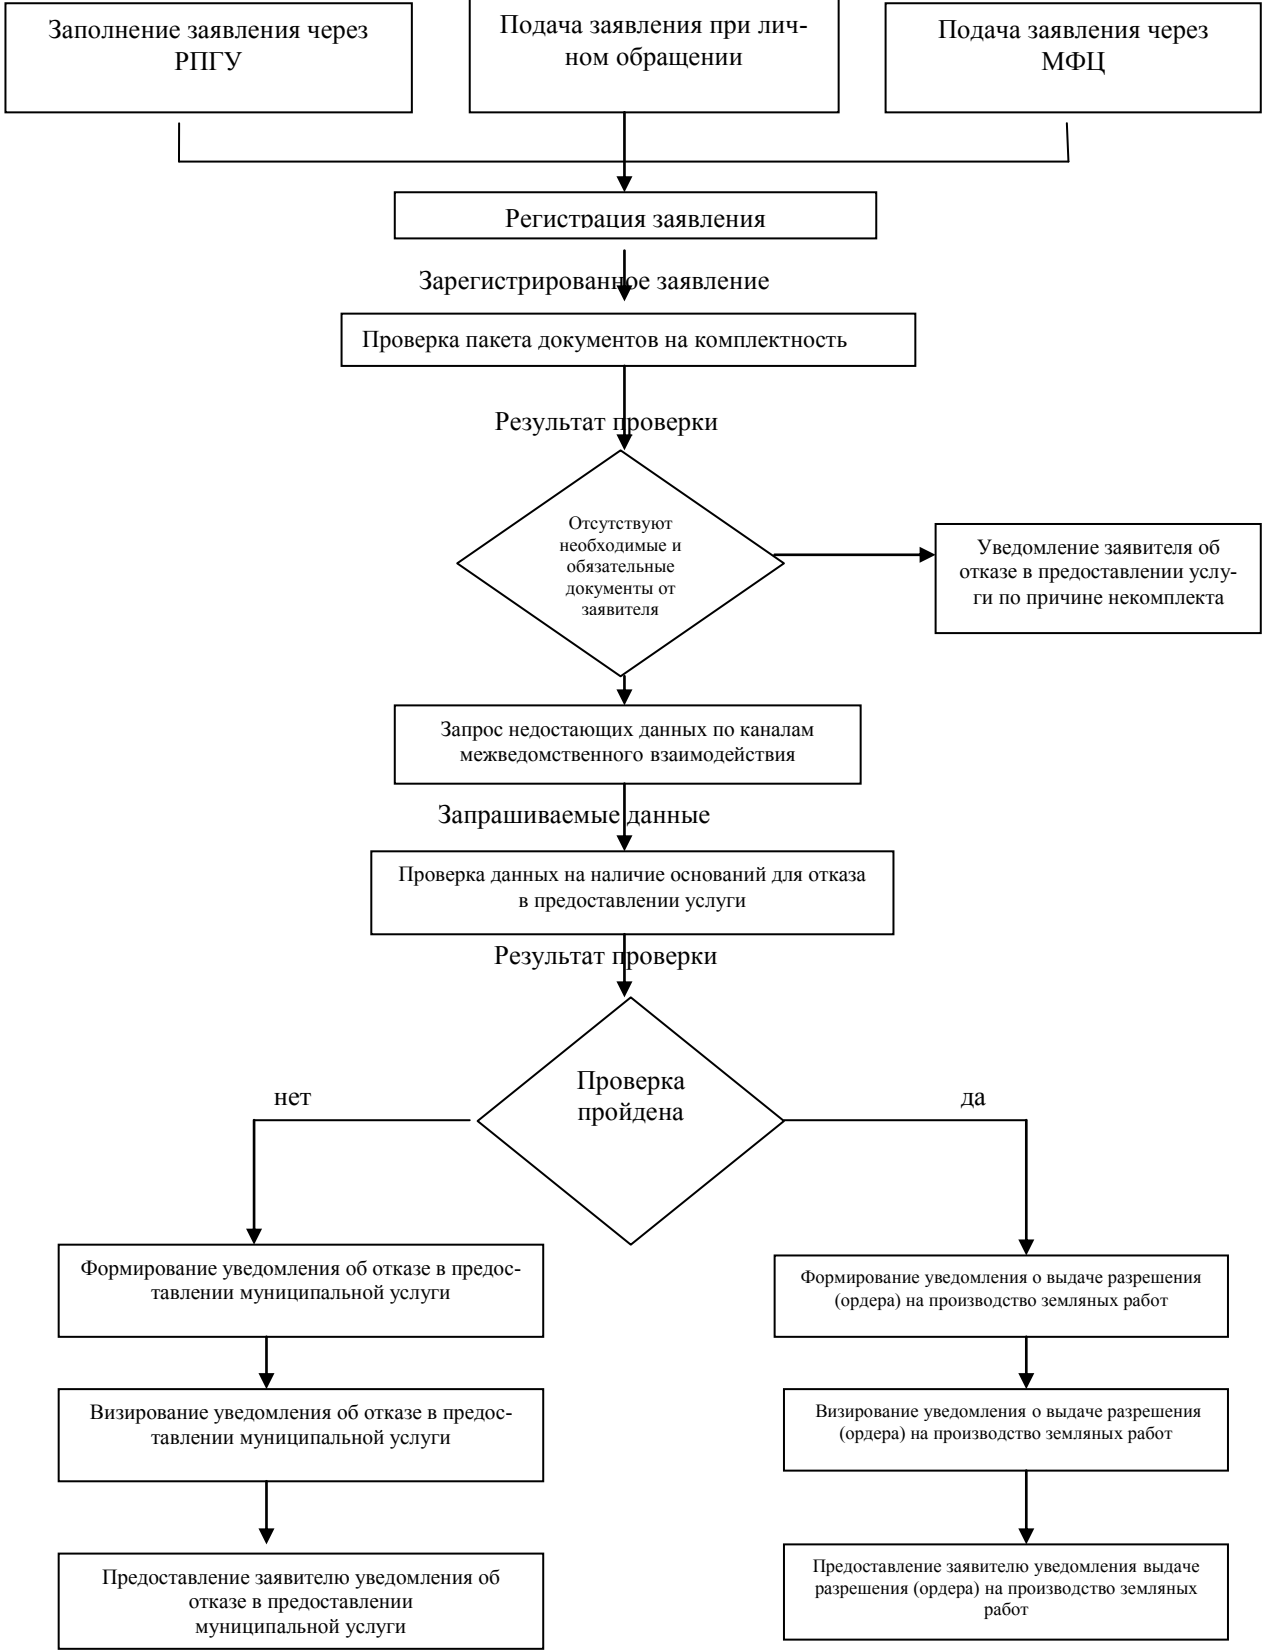 Заполнение заявления через
РПГУ
Подача заявления при лич-
ном обращении
Подача заявления через
МФЦ
Регистрация заявления
Зарегистрированное заявление
Проверка пакета документов на комплектность
Результат проверки
Отсутствуют
необходимые и
обязательные
документы от
заявителя
Уведомление заявителя об
отказе в предоставлении услу-
ги по причине некомплекта
Запрос недостающих данных по каналам
межведомственного взаимодействия
Запрашиваемые данные
Проверка данных на наличие оснований для отказа
в предоставлении услуги
Результат проверки
Проверка
пройдена
нет
да
Формирование уведомления об отказе в предос-
тавлении муниципальной услуги
Формирование уведомления о выдаче разрешения
(ордера) на производство земляных работ
Визирование уведомления об отказе в предос-
тавлении муниципальной услуги
Визирование уведомления о выдаче разрешения
(ордера) на производство земляных работ
Предоставление заявителю уведомления об
отказе в предоставлении
муниципальной услуги
Предоставление заявителю уведомления выдаче
разрешения (ордера) на производство земляных
работ